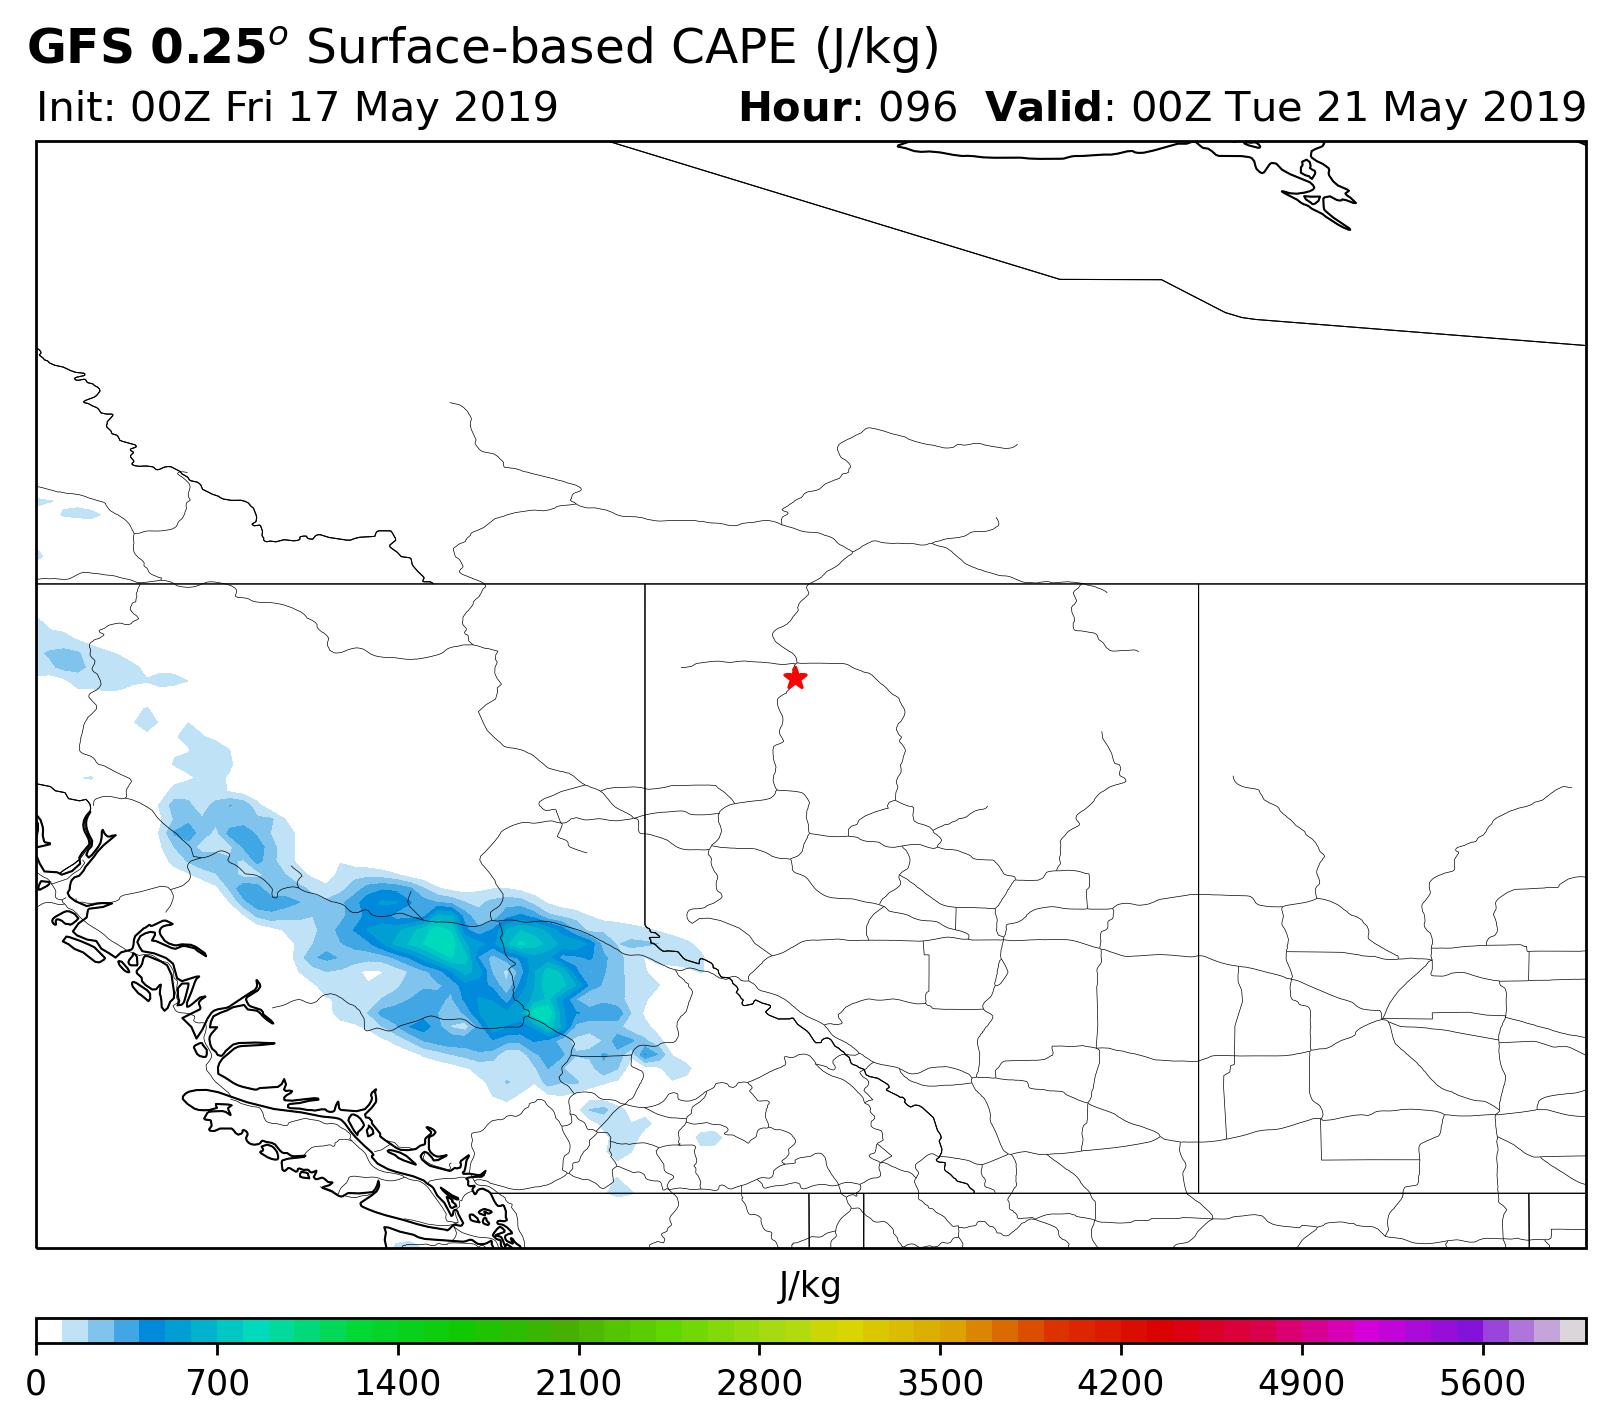 GFS 0.25o Surface-based CAPE (J/kg)
Init: 00Z Fri 17 May 2019 Hour: 096 Valid: 00Z Tue 21 May 2019
J/kg
0 700 1400 2100 2800 3500 4200 4900 5600